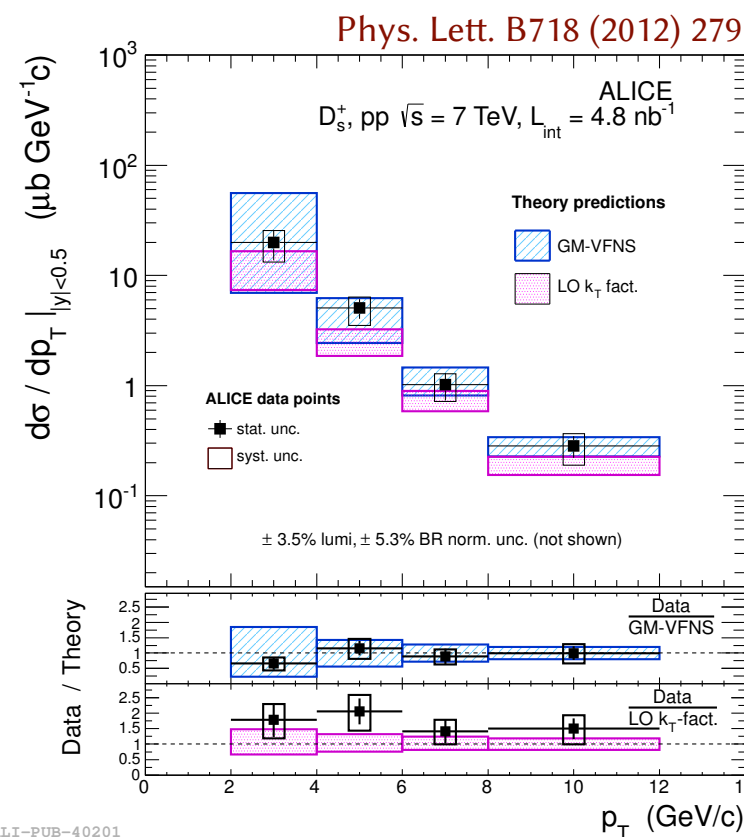 Phys. Lett. B718 (2012) 279
ALICE
D_s^+, pp √s = 7 TeV, L_int = 4.8 nb^-1
dσ / dp_T |_|y|<0.5 (μb GeV^-1 c)
10^3
10^2
10
1
10^-1
Theory predictions
GM-VFNS
LO k_T fact.
ALICE data points
stat. unc.
syst. unc.
± 3.5% lumi, ± 5.3% BR norm. unc. (not shown)
Data / Theory
2.5
2
1.5
1
0.5
Data
GM-VFNS
2.5
2
1.5
1
0.5
0
Data
LO k_T-fact.
0 2 4 6 8 10 12
p_T (GeV/c)
LI-PUB-40201